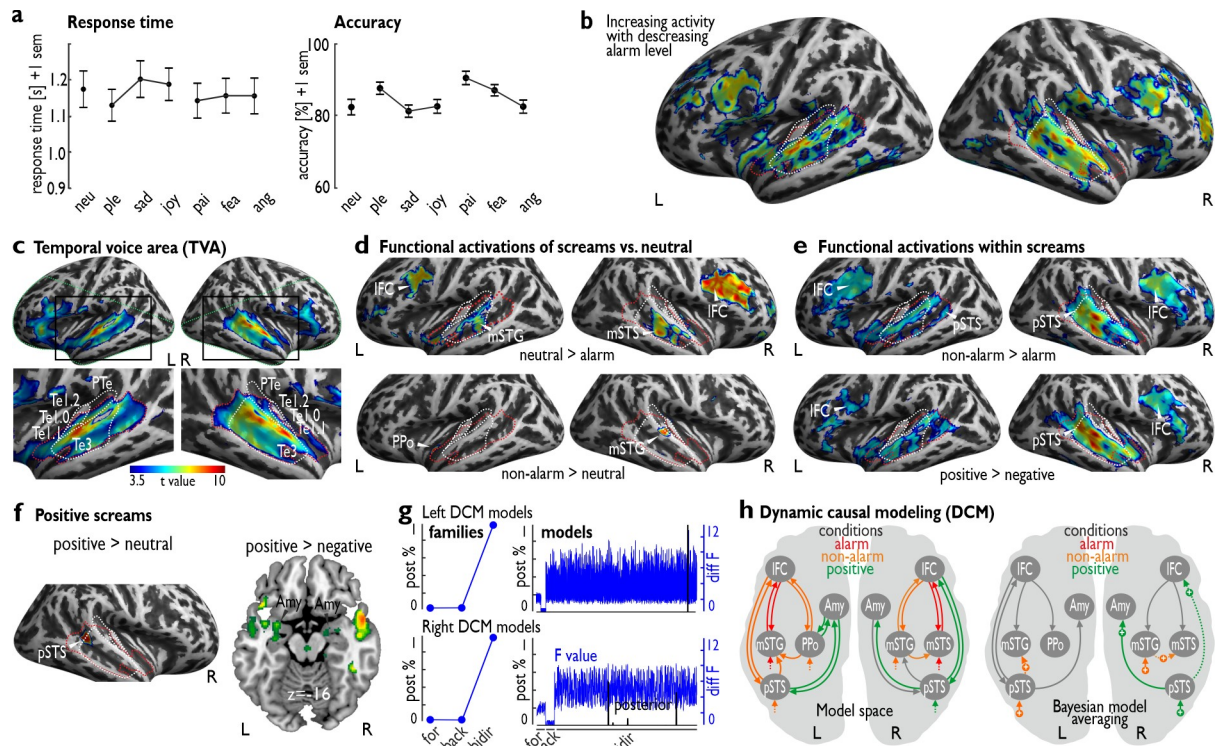 a Response time
Accuracy
response time [s] +1 sem
1.2
1.1
1.0
0.9
neu
ple
sad
joy
pai
fea
ang
accuracy [%] +1 sem
100
80
60
neu
ple
sad
joy
pai
fea
ang
b Increasing activity
with descreasing
alarm level
L
R
c Temporal voice area (TVA)
L R
PTe
Te1.2
Te1.0
Te1.1
Te3
PTe
Te1.2
Te1.0
Te1.1
Te3
3.5 t value 10
d Functional activations of screams vs. neutral
IFC
mSTG
mSTS
IFC
L
neutral > alarm
R
PPo
mSTG
L
non-alarm > neutral
R
e Functional activations within screams
IFC
pSTS
pSTS
IFC
L
non-alarm > alarm
R
IFC
pSTS
IFC
L
positive > negative
R
f Positive screams
positive > neutral
pSTS
R
positive > negative
Amy Amy
z=-16
L R
g
Left DCM models
families
post %
1
0
models
post %
1
0
diff F
12
0
Right DCM models
post %
1
0
for
back
bidir
F value
posterior
post %
1
0
diff F
12
0
for
back
bidir
h Dynamic causal modeling (DCM)
conditions
alarm
non-alarm
positive
IFC
IFC
Amy
Amy
mSTG
PPo
mSTG
mSTS
pSTS
pSTS
Model space
L R
conditions
alarm
non-alarm
positive
IFC
IFC
Amy
Amy
mSTG
PPo
mSTG
mSTS
pSTS
pSTS
Bayesian model
averaging
L R